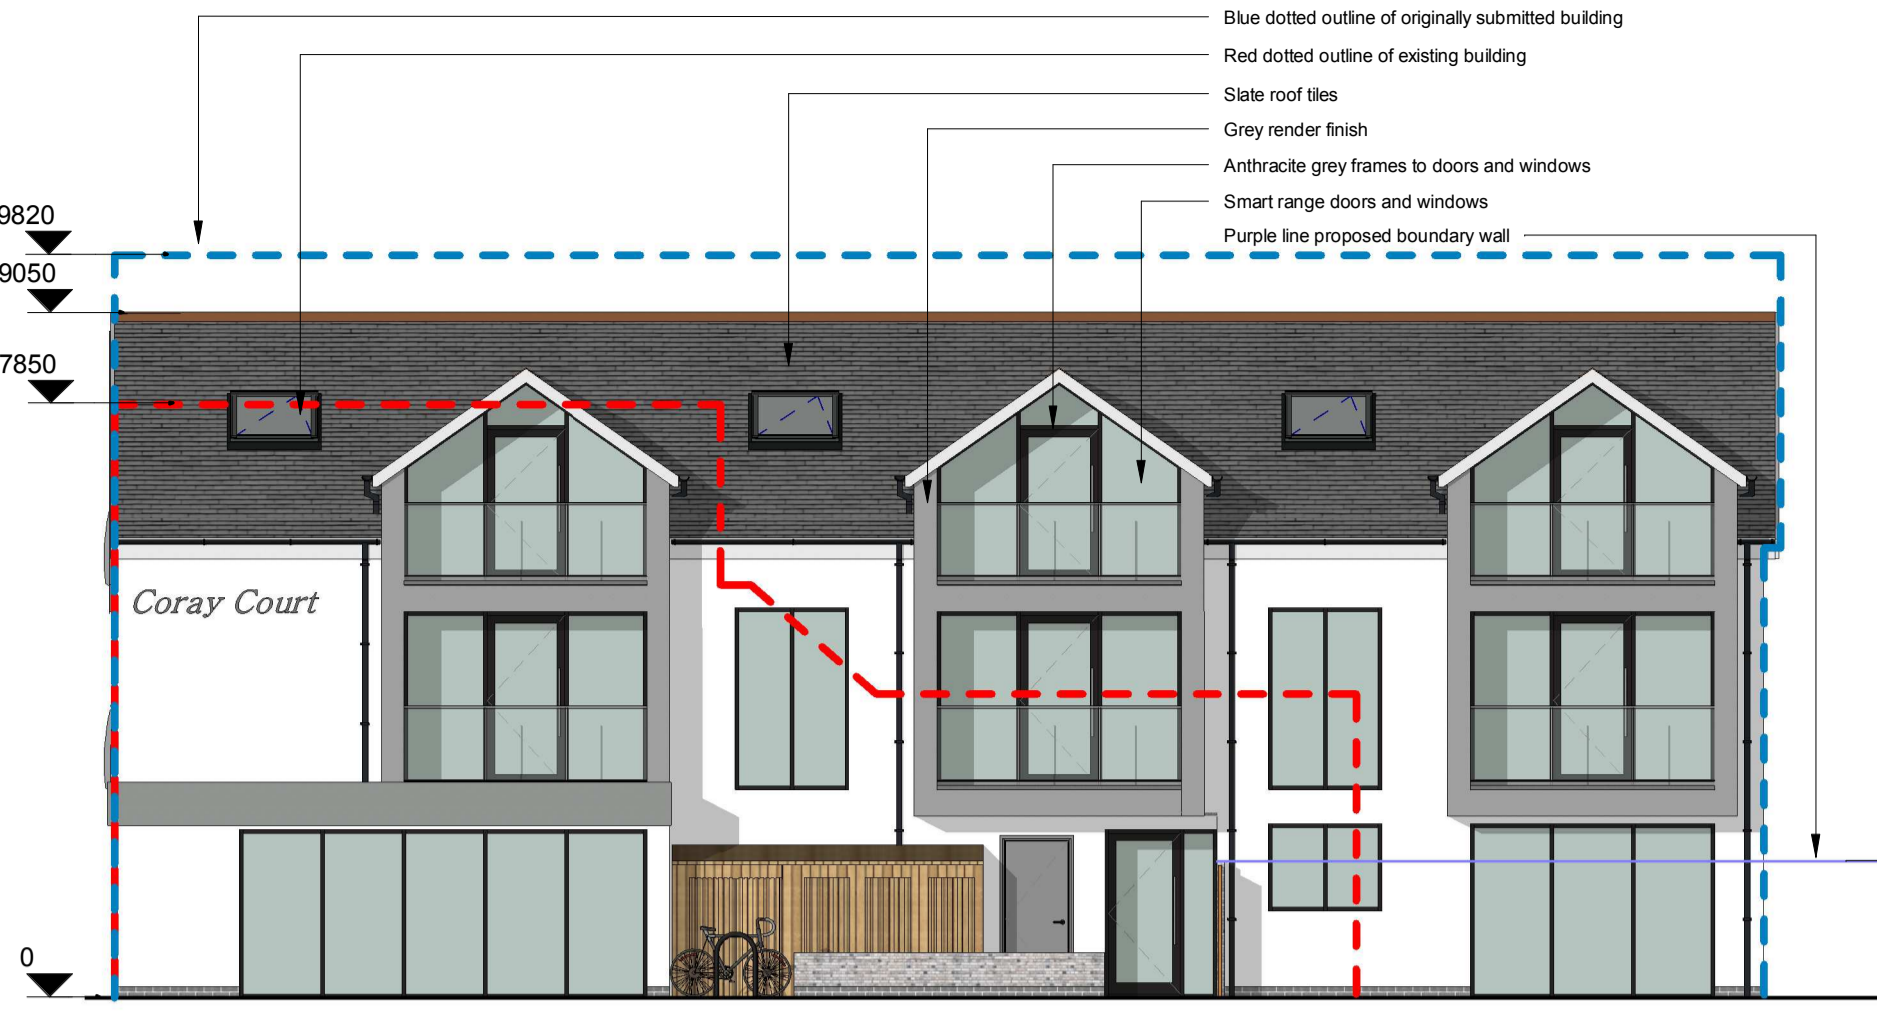 Blue dotted outline of originally submitted building
Red dotted outline of existing building
Slate roof tiles
Grey render finish
Anthracite grey frames to doors and windows
Smart range doors and windows
Purple line proposed boundary wall
9820
9050
7850
Coray Court
0